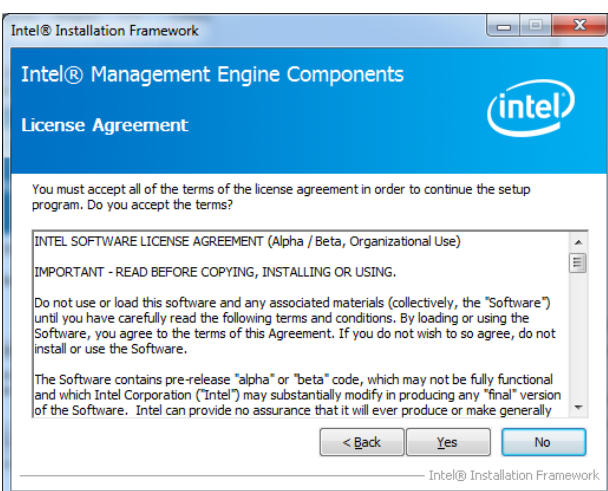 Intel® Installation Framework
Intel® Management Engine Components
License Agreement
intel®
You must accept all of the terms of the license agreement in order to continue the setup
program. Do you accept the terms?
INTEL SOFTWARE LICENSE AGREEMENT (Alpha / Beta, Organizational Use)
IMPORTANT - READ BEFORE COPYING, INSTALLING OR USING.
Do not use or load this software and any associated materials (collectively, the "Software")
until you have carefully read the following terms and conditions. By loading or using the
Software, you agree to the terms of this Agreement. If you do not wish to so agree, do not
install or use the Software.
The Software contains pre-release "alpha" or "beta" code, which may not be fully functional
and which Intel Corporation ("Intel") may substantially modify in producing any "final" version
of the Software. Intel can provide no assurance that it will ever produce or make generally
< Back
Yes
No
Intel® Installation Framework